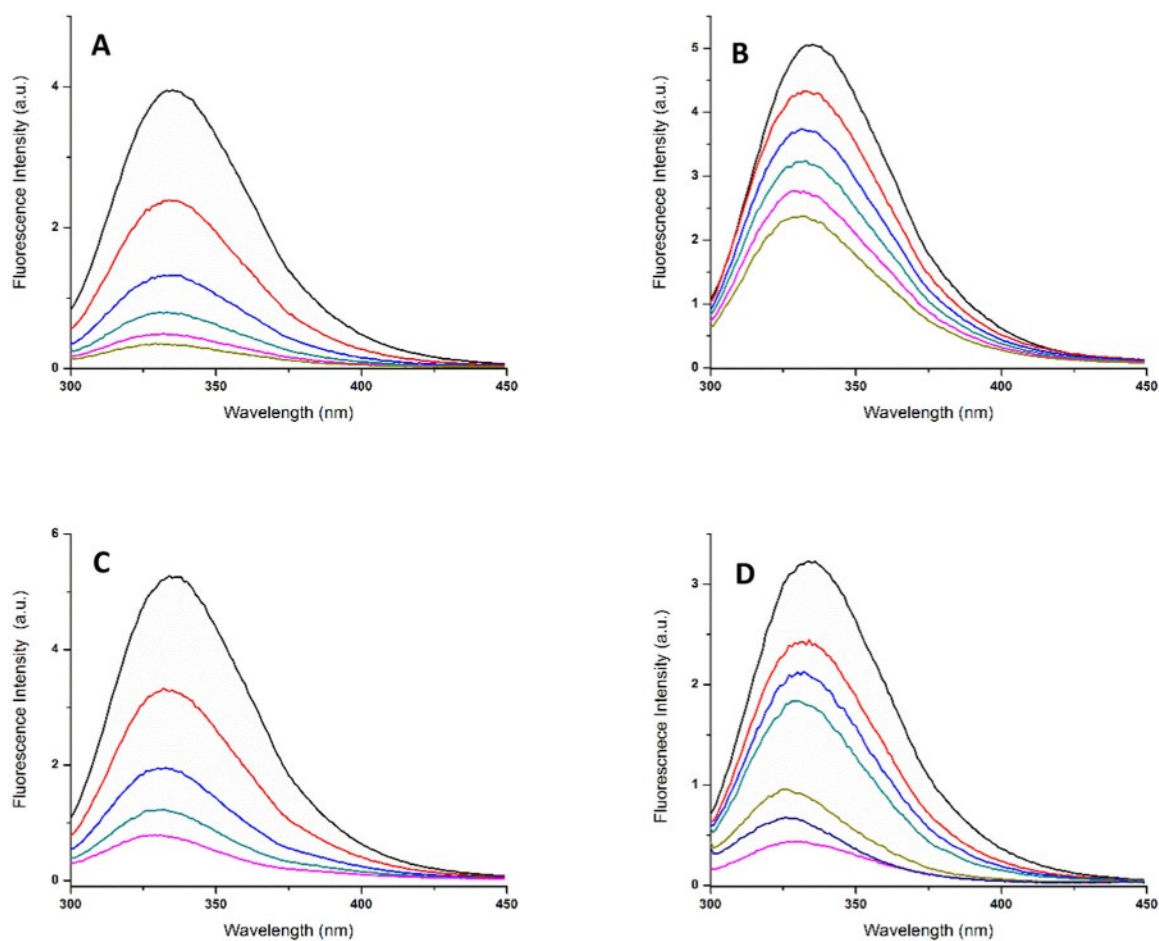 A
Fluorescence Intensity (a.u.)
4
2
0
300
350
400
450
Wavelength (nm)
B
Fluorescnece Intensity (a.u.)
5
4
3
2
1
0
300
350
400
450
Wavelength (nm)
C
Fluorescence Intensity (a.u.)
6
4
2
0
300
350
400
450
Wavelength (nm)
D
Fluorescnece Intensity (a.u.)
3
2
1
0
300
350
400
450
Wavelength (nm)